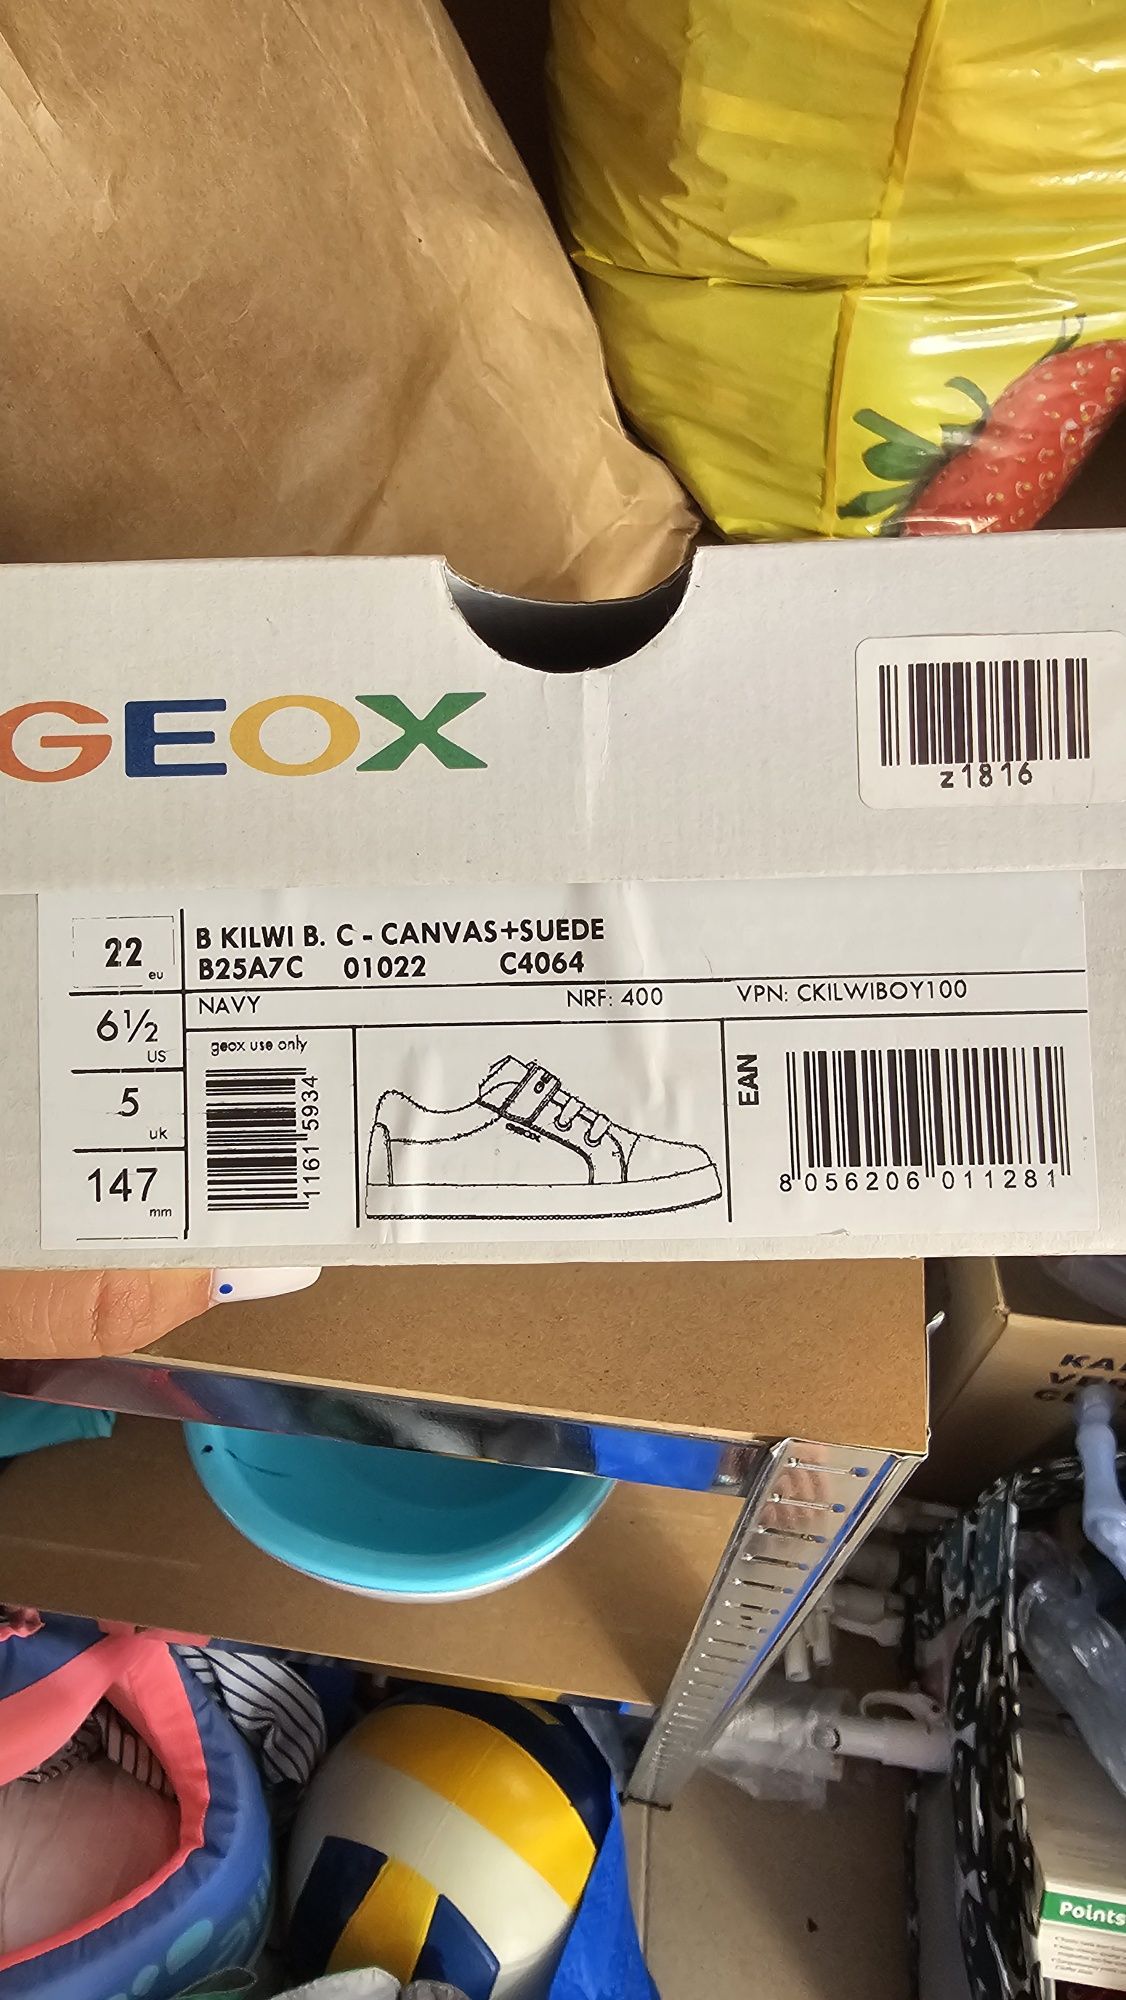 GEOX
z1816
22 eu
B KILWI B. C - CANVAS+SUEDE
B25A7C 01022 C4064
NAVY NRF: 400 VPN: CKILWIBOY100
6½ US
5 uk
147 mm
geox use only
1161 5934
GEOX
EAN
8 056206 011281
Points